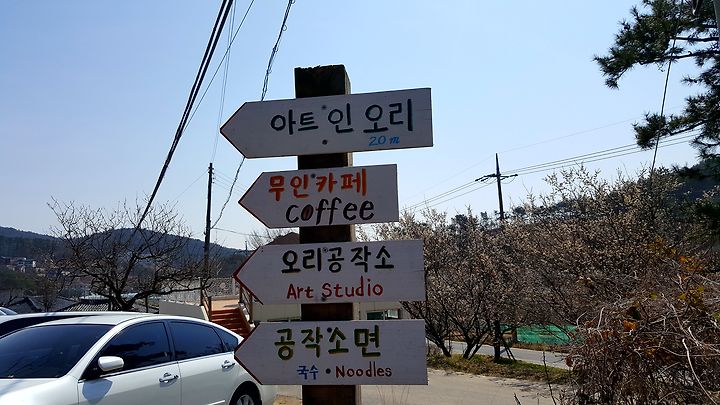 아트인오리
20m
무인카페
coffee
오리공작소
Art Studio
공작소면
국수 • Noodles